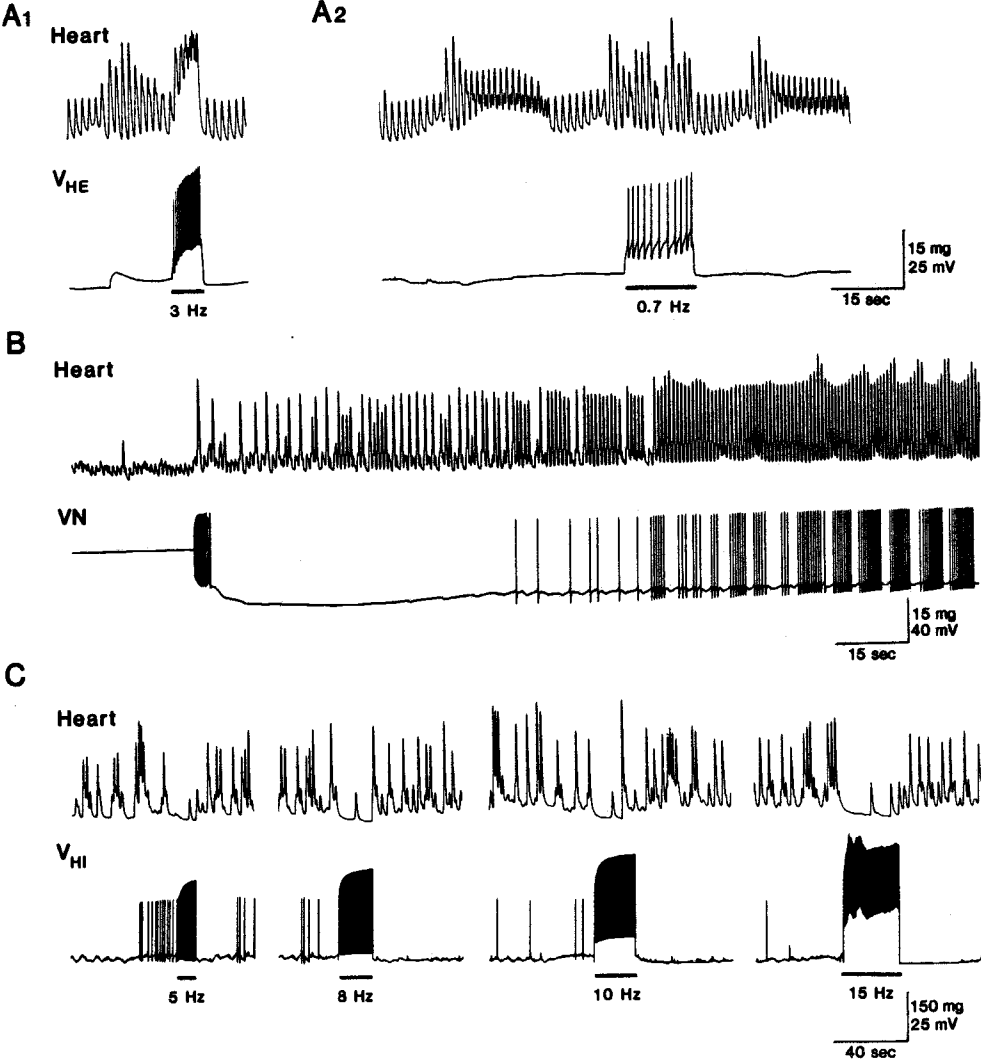 A1
A2
Heart
VHE
15 mg
25 mV
3 Hz
0.7 Hz
15 sec
B
Heart
VN
15 mg
40 mV
15 sec
C
Heart
VHI
5 Hz
8 Hz
10 Hz
15 Hz
150 mg
25 mV
40 sec